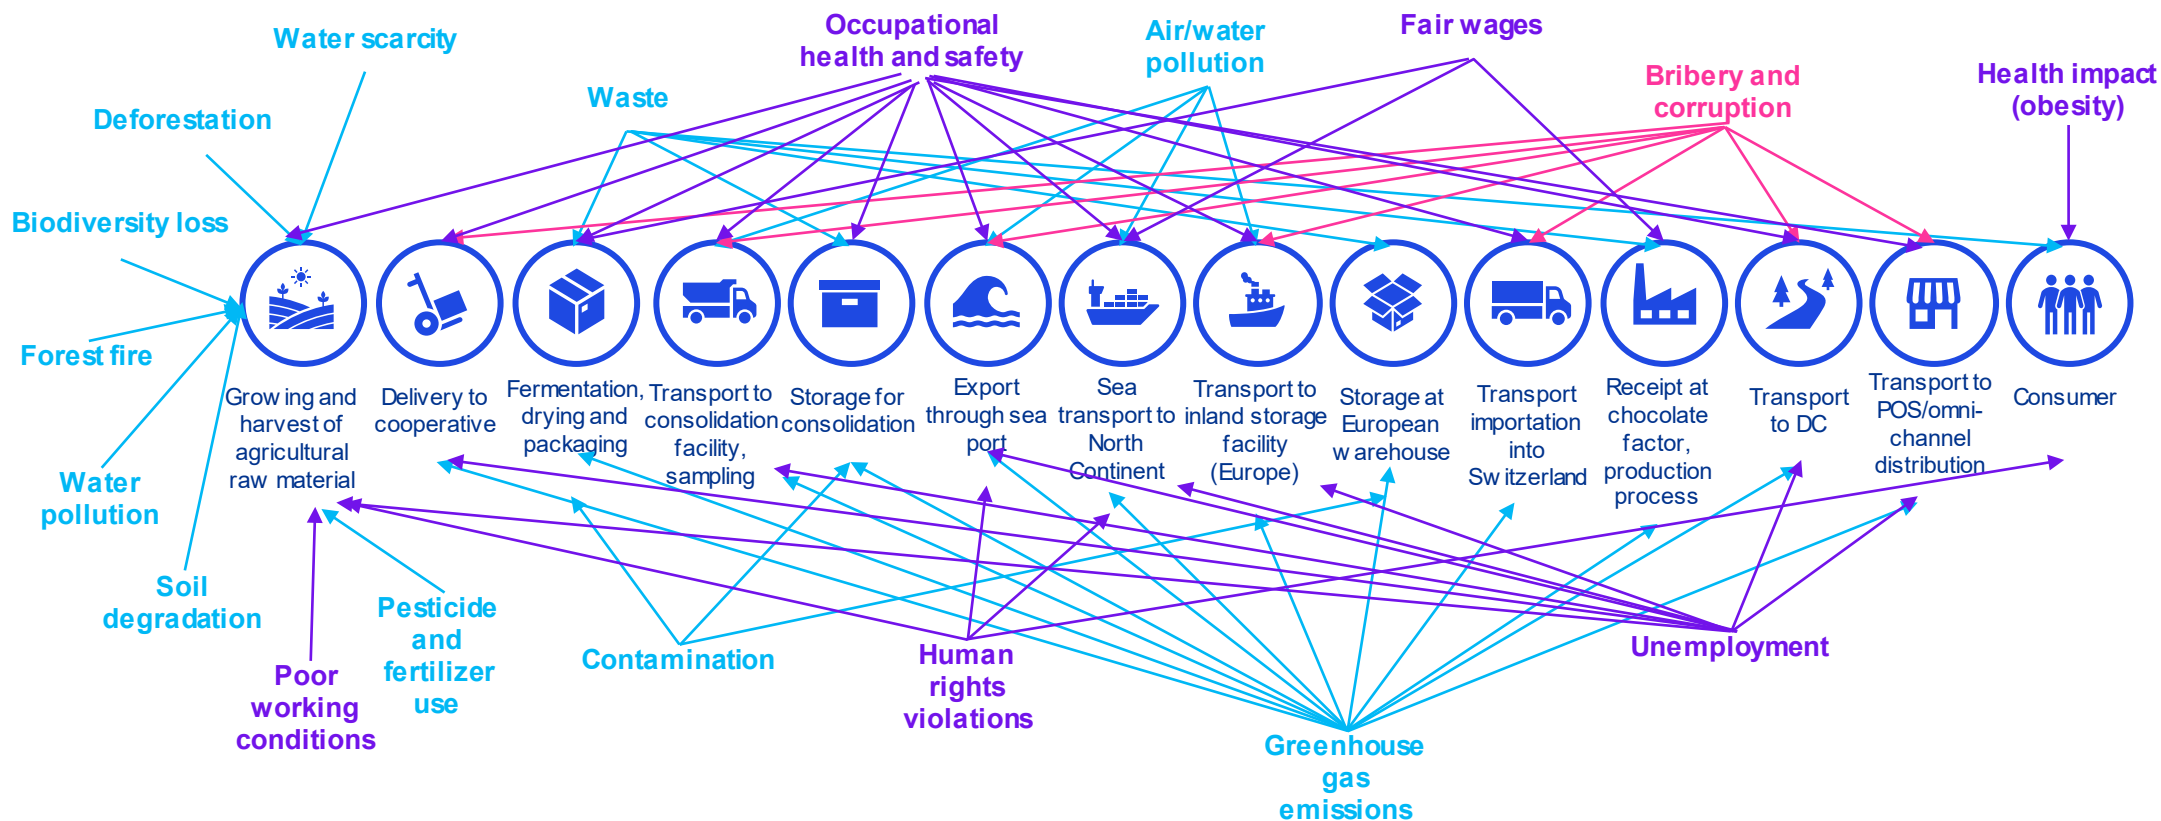 Water scarcity
Occupational
health and safety
Air/water
pollution
Fair wages
Bribery and
corruption
Health impact
(obesity)
Waste
Deforestation
Biodiversity loss
Forest fire
Water
pollution
Soil
degradation
Growing and
harvest of
agricultural
raw material
Delivery to
cooperative
Fermentation,
drying and
packaging
Transport to
consolidation
facility,
sampling
Storage for
consolidation
Export
through sea
port
Sea
transport to
North
Continent
Transport to
inland storage
facility
(Europe)
Storage at
European
warehouse
Transport
importation
into
Switzerland
Receipt at
chocolate
factor,
production
process
Transport
to DC
Transport to
POS/omni-
channel
distribution
Consumer
Poor
working
conditions
Pesticide
and
fertilizer
use
Contamination
Human
rights
violations
Greenhouse
gas
emissions
Unemployment